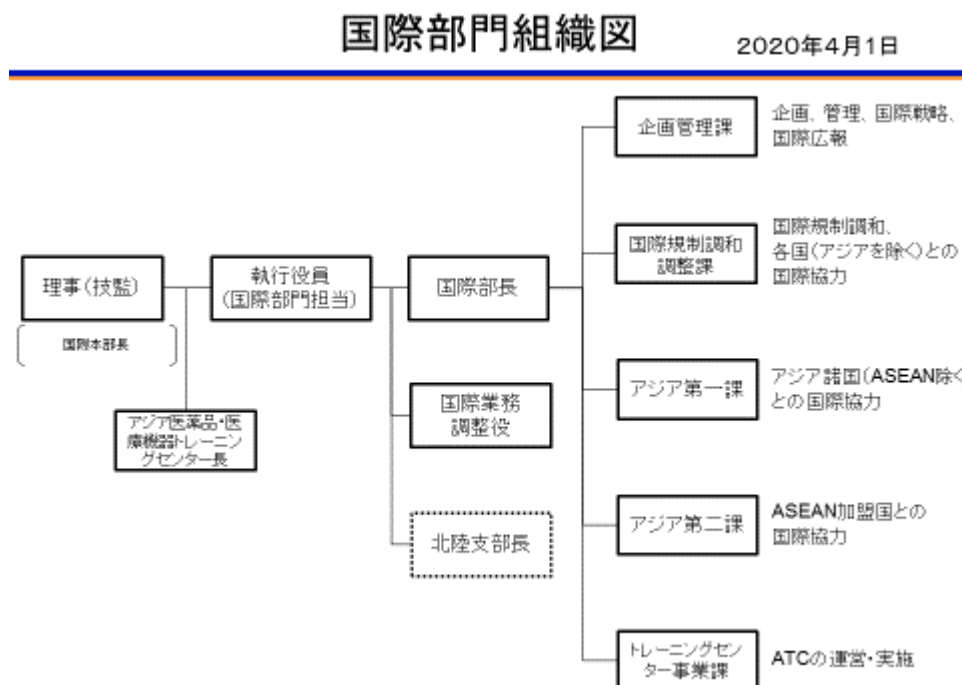 国際部門組織図
2020年4月1日
企画管理課
企画、管理、国際戦略、
国際広報
国際規制調和
調整課
国際規制調和、
各国(アジアを除く)との
国際協力
理事(技監)
国際本部長
執行役員
(国際部門担当)
国際部長
アジア医薬品・医
療機器トレーニン
グセンター長
国際業務
調整役
北陸支部長
アジア第一課
アジア諸国(ASEAN除く
との国際協力
アジア第二課
ASEAN加盟国との
国際協力
トレーニングセン
ター事業課
ATCの運営・実施